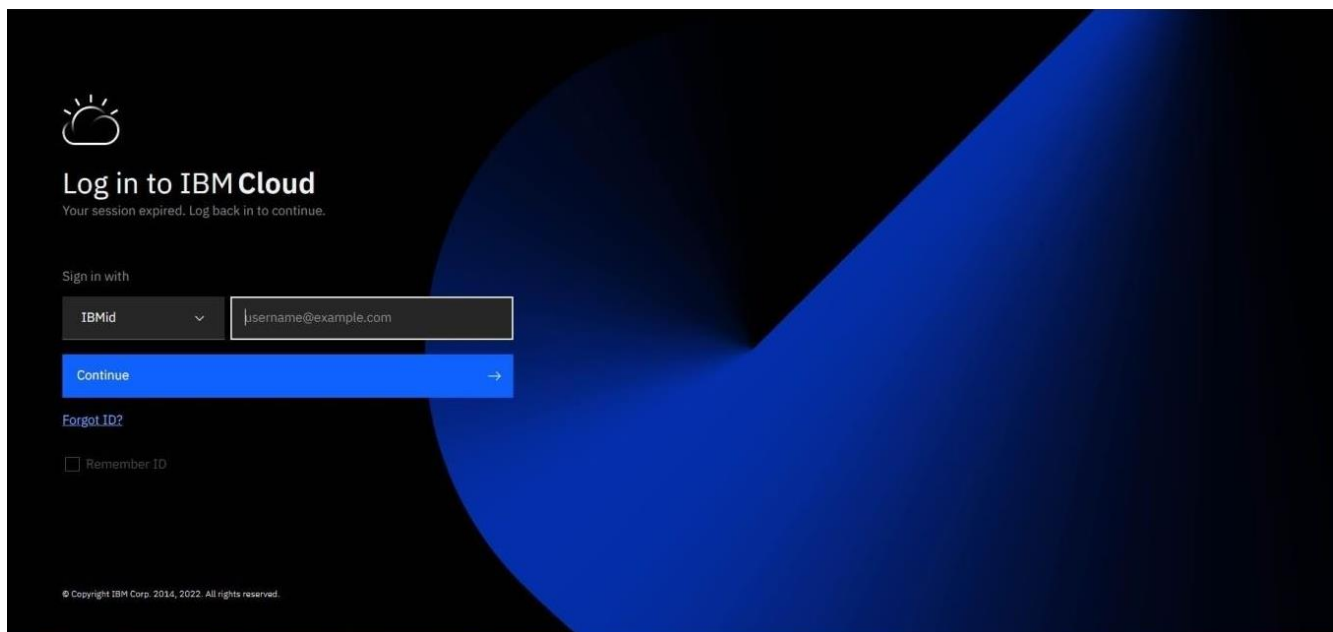 Log in to IBM Cloud
Your session expired. Log back in to continue.
Sign in with
IBMid
username@example.com
Continue
Forgot ID?
Remember ID
© Copyright IBM Corp. 2014, 2022. All rights reserved.